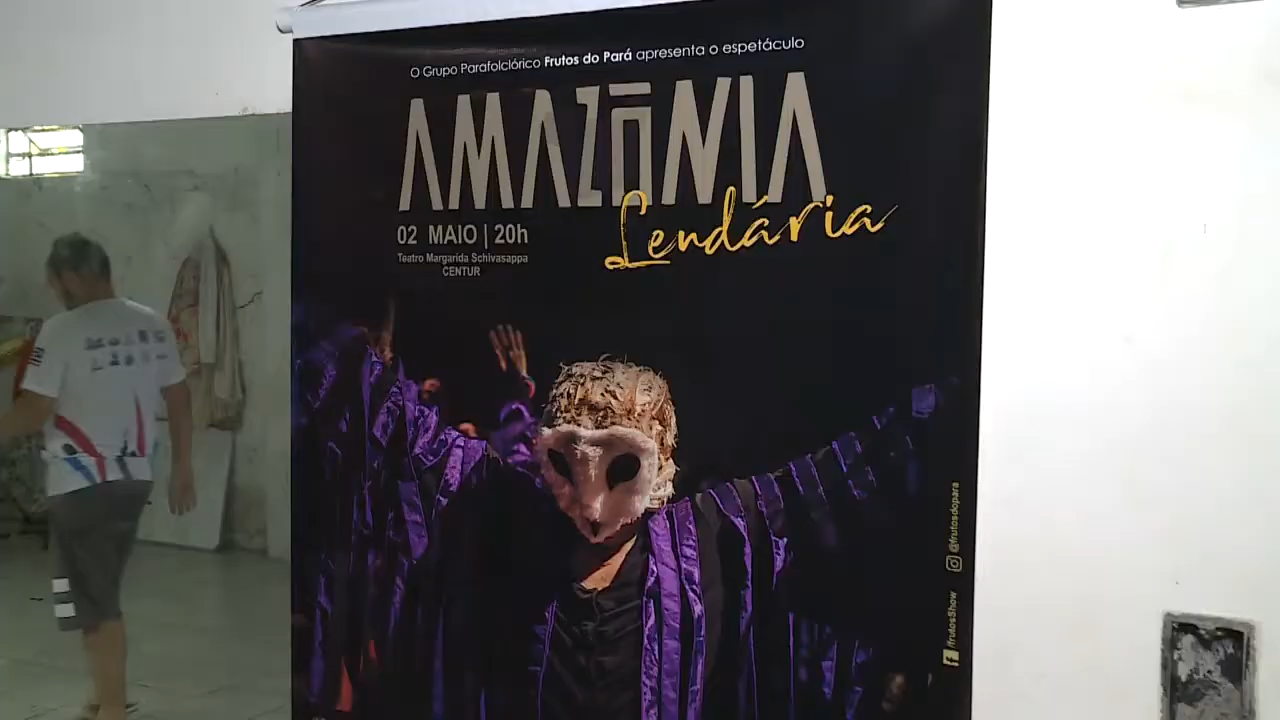 O Grupo Parafolclórico Frutos do Pará apresenta o espetáculo
AMAZÔNIA
Lendária
02 MAIO | 20h
Teatro Margarida Schivasappa
CENTUR
@frutosdopara
/frutosShow